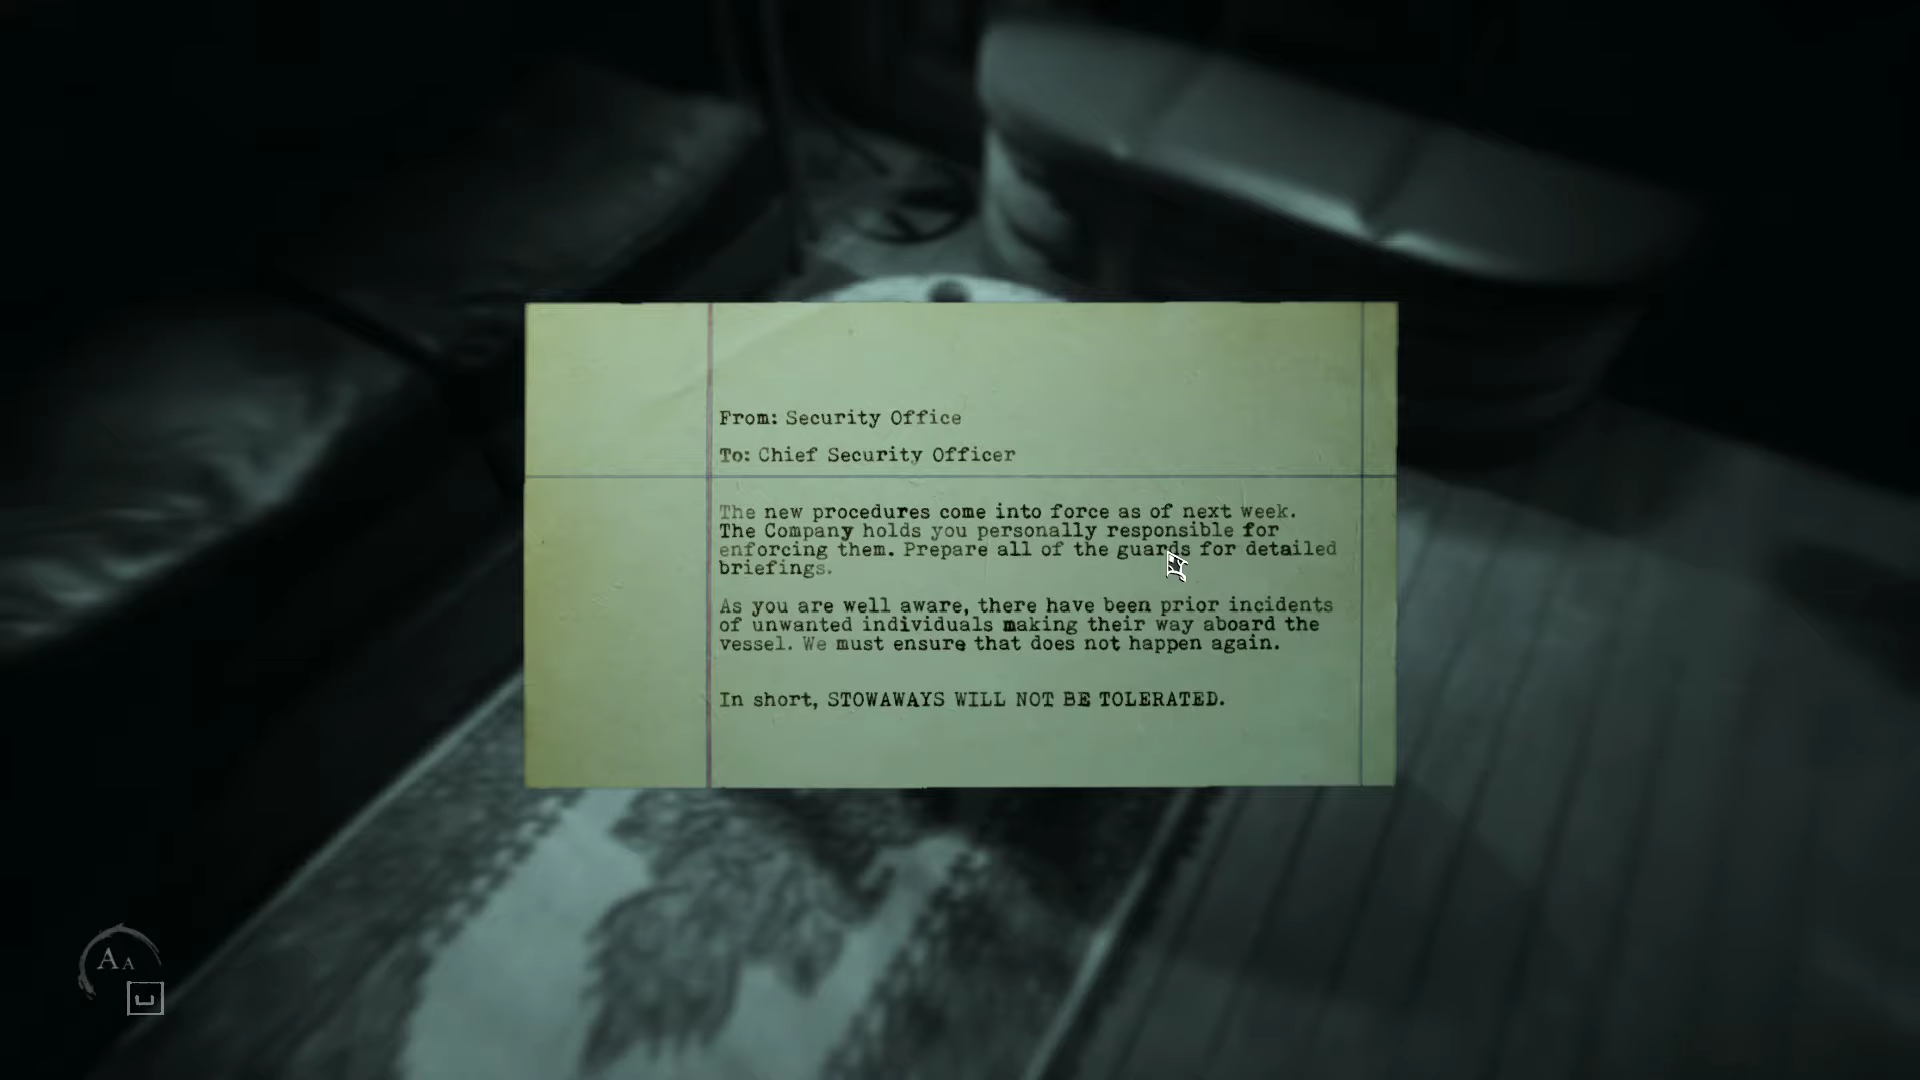 From: Security Office
To: Chief Security Officer
The new procedures come into force as of next week.
The Company holds you personally responsible for
enforcing them. Prepare all of the guards for detailed
briefings.
As you are well aware, there have been prior incidents
of unwanted individuals making their way aboard the
vessel. We must ensure that does not happen again.
In short, STOWAWAYS WILL NOT BE TOLERATED.
AA